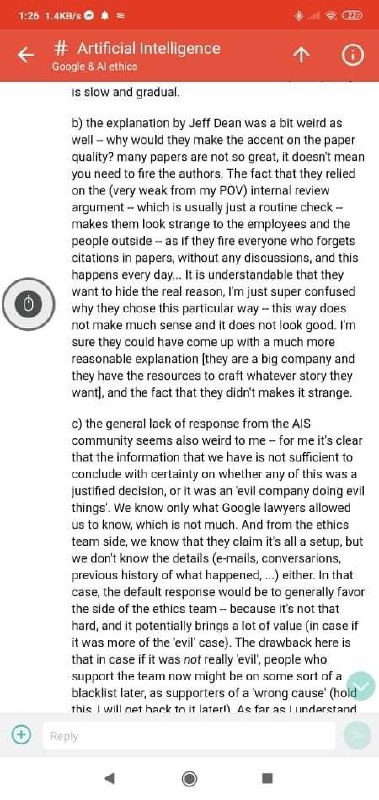 1:26 1.4KB/s
22
# Artificial Intelligence
Google & AI ethics
is slow and gradual.
b) the explanation by Jeff Dean was a bit weird as
well -- why would they make the accent on the paper
quality? many papers are not so great, it doesn't mean
you need to fire the authors. The fact that they relied
on the (very weak from my POV) internal review
argument -- which is usually just a routine check --
makes them look strange to the employees and the
people outside -- as if they fire everyone who forgets
citations in papers, without any discussions, and this
happens every day... It is understandable that they
want to hide the real reason, I'm just super confused
why they chose this particular way -- this way does
not make much sense and it does not look good. I'm
sure they could have come up with a much more
reasonable explanation [they are a big company and
they have the resources to craft whatever story they
want], and the fact that they didn't makes it strange.
c) the general lack of response from the AIS
community seems also weird to me -- for me it's clear
that the information that we have is not sufficient to
conclude with certainty on whether any of this was a
justified decision, or it was an 'evil company doing evil
things'. We know only what Google lawyers allowed
us to know, which is not much. And from the ethics
team side, we know that they claim it's all a setup, but
we don't know the details (e-mails, conversarions,
previous history of what happened, ...) either. In that
case, the default response would be to generally favor
the side of the ethics team -- because it's not that
hard, and it potentially brings a lot of value (in case if
it was more of the 'evil' case). The drawback here is
that in case if it was not really 'evil', people who
support the team now might be on some sort of a
blacklist later, as supporters of a 'wrong cause' (hold
this, I will get back to it later!). As far as I understand
Reply